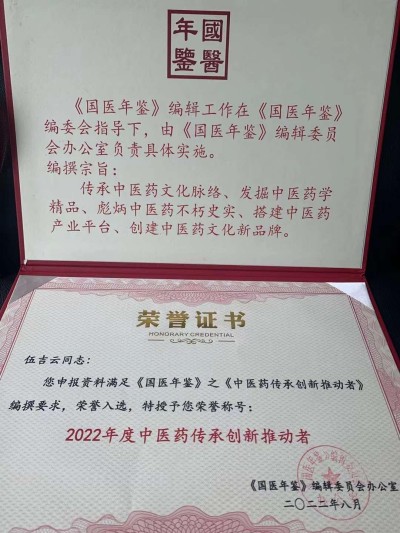 國醫
年鑒
《国医年鉴》编辑工作在《国医年鉴》
编委会指导下，由《国医年鉴》编辑委员
会办公室负责具体实施。
编撰宗旨：
传承中医药文化脉络、发掘中医药学
精品、彪炳中医药不朽史实、搭建中医药
产业平台、创建中医药文化新品牌。
荣誉证书
HONORARY CREDENTIAL
伍吉云同志：
您申报资料满足《国医年鉴》之《中医药传承创新推动者》
编撰要求，荣誉入选，特授予您荣誉称号：
2022年度中医药传承创新推动者
《国医年鉴》编辑委员会办公室
二〇二二年八月